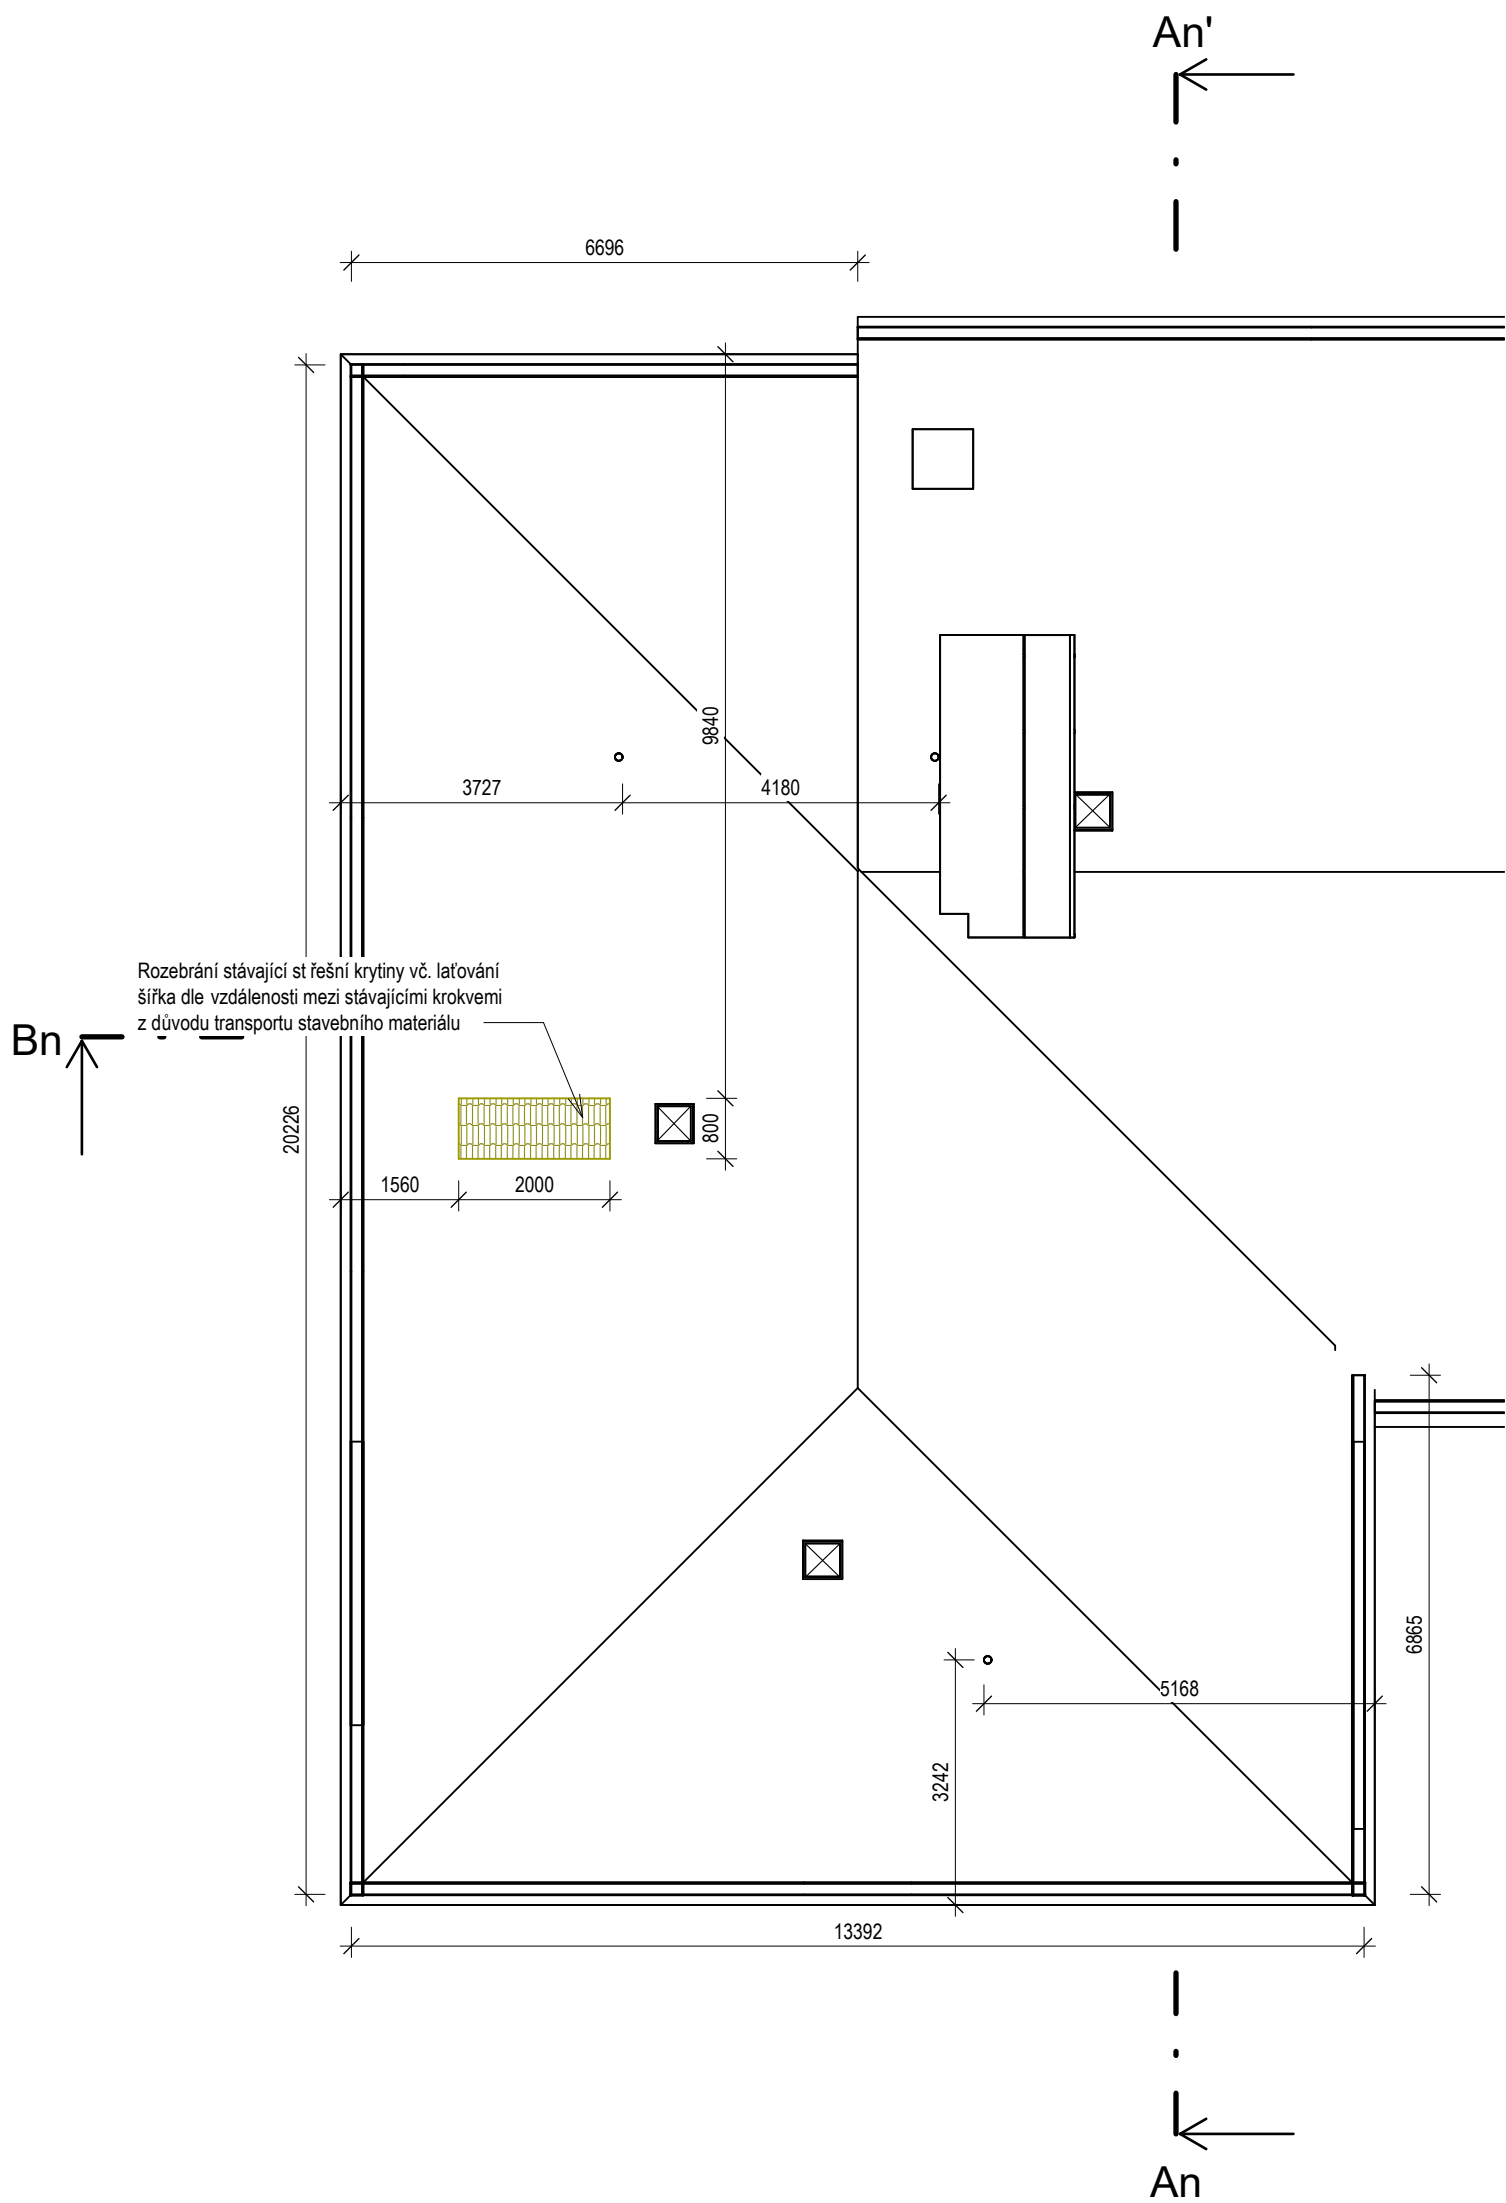 An'
6696
9840
3727
4180
Rozebrání stávající st řešní krytiny vč. laťování
šířka dle vzdálenosti mezi stávajícími krokvemi
z důvodu transportu stavebního materiálu
Bn
20226
800
1560
2000
6865
5168
3242
13392
An